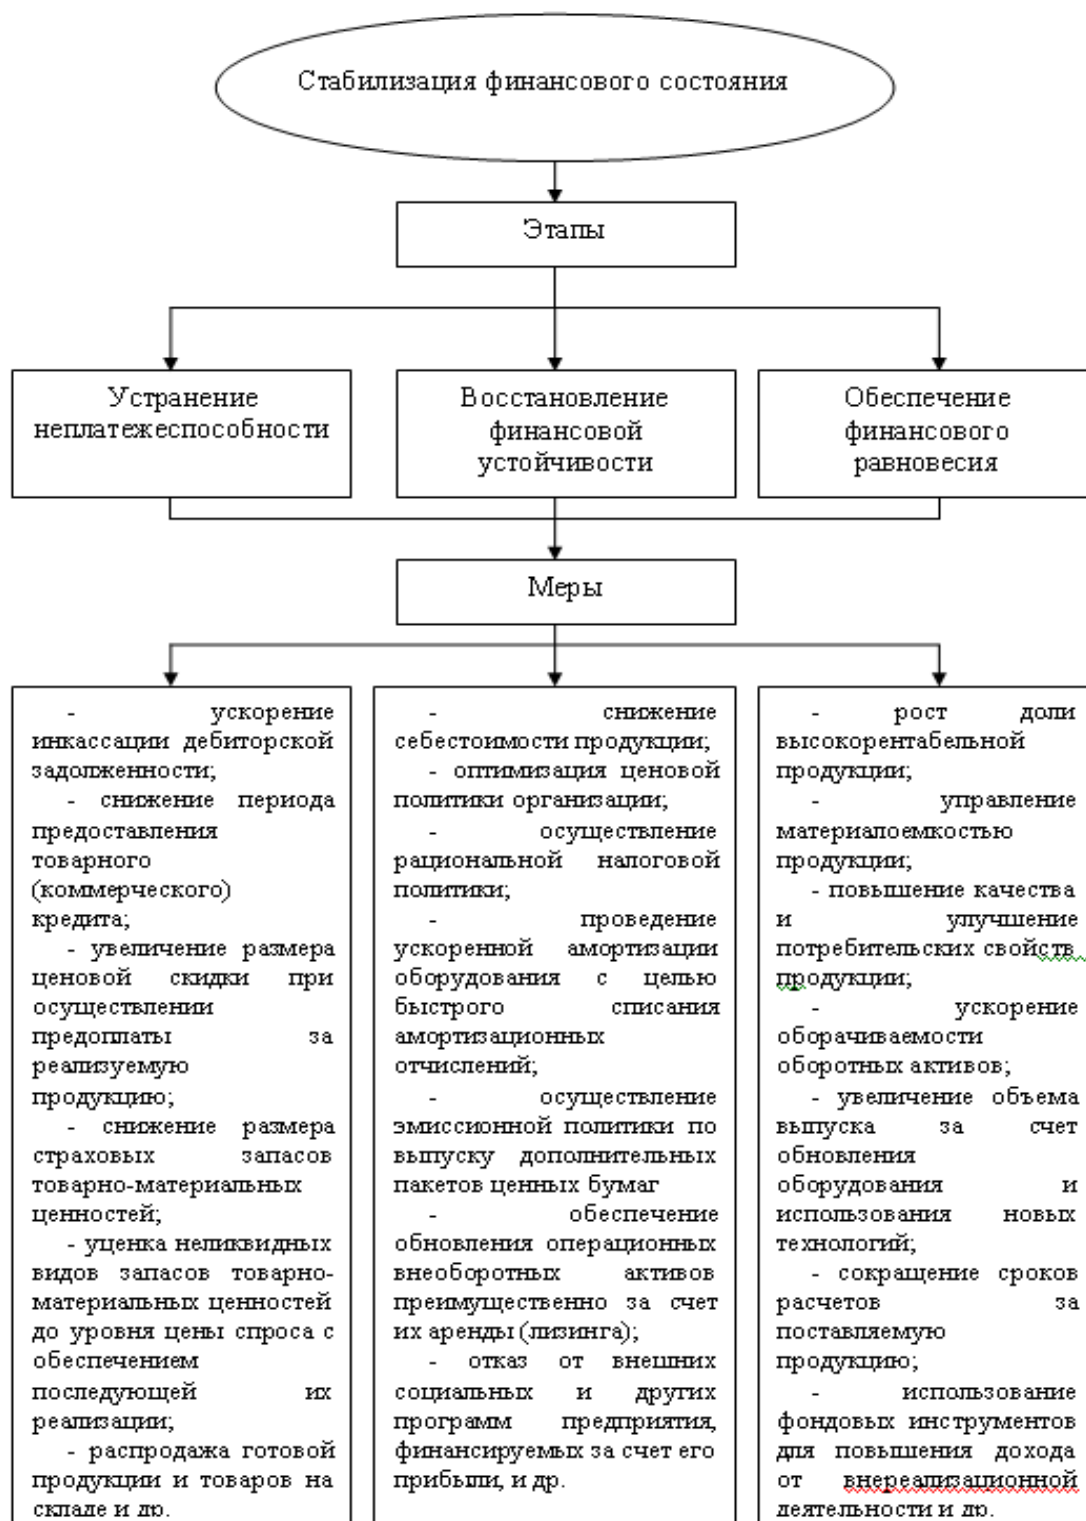 Стабилизация финансового состояния
Этапы
Устранение
неплатежеспособности
Восстановление
финансовой
устойчивости
Обеспечение
финансового
равновесия
Меры
- ускорение
инкассации дебиторской
задолженности;
- снижение периода
предоставления
товарного
(коммерческого)
кредита;
- увеличение размера
ценовой скидки при
осуществлении
предоплаты за
реализуемую
продукцию;
- снижение размера
страховых запасов
товарно-материальных
ценностей;
- уценка неликвидных
видов запасов товарно-
материальных ценностей
до уровня цены спроса с
обеспечением
последующей их
реализации;
- распродажа готовой
продукции и товаров на
складе и др.
- снижение
себестоимости продукции;
- оптимизация ценовой
политики организации;
- осуществление
рациональной налоговой
политики;
- проведение
ускоренной амортизации
оборудования с целью
быстрого списания
амортизационных
отчислений;
- осуществление
эмиссионной политики по
выпуску дополнительных
пакетов ценных бумаг
- обеспечение
обновления операционных
внеоборотных активов
преимущественно за счет
их аренды (лизинга);
- отказ от внешних
социальных и других
программ предприятия,
финансируемых за счет его
прибыли, и др.
- рост доли
высокорентабельной
продукции;
- управление
материалоемкостью
продукции;
- повышение качества
и улучшение
потребительских свойств
продукции;
- ускорение
оборачиваемости
оборотных активов;
- увеличение объема
выпуска за счет
обновления
оборудования и
использования новых
технологий;
- сокращение сроков
расчетов за
поставляемую
продукцию;
- использование
фондовых инструментов
для повышения дохода
от внереализационной
деятельности и др.